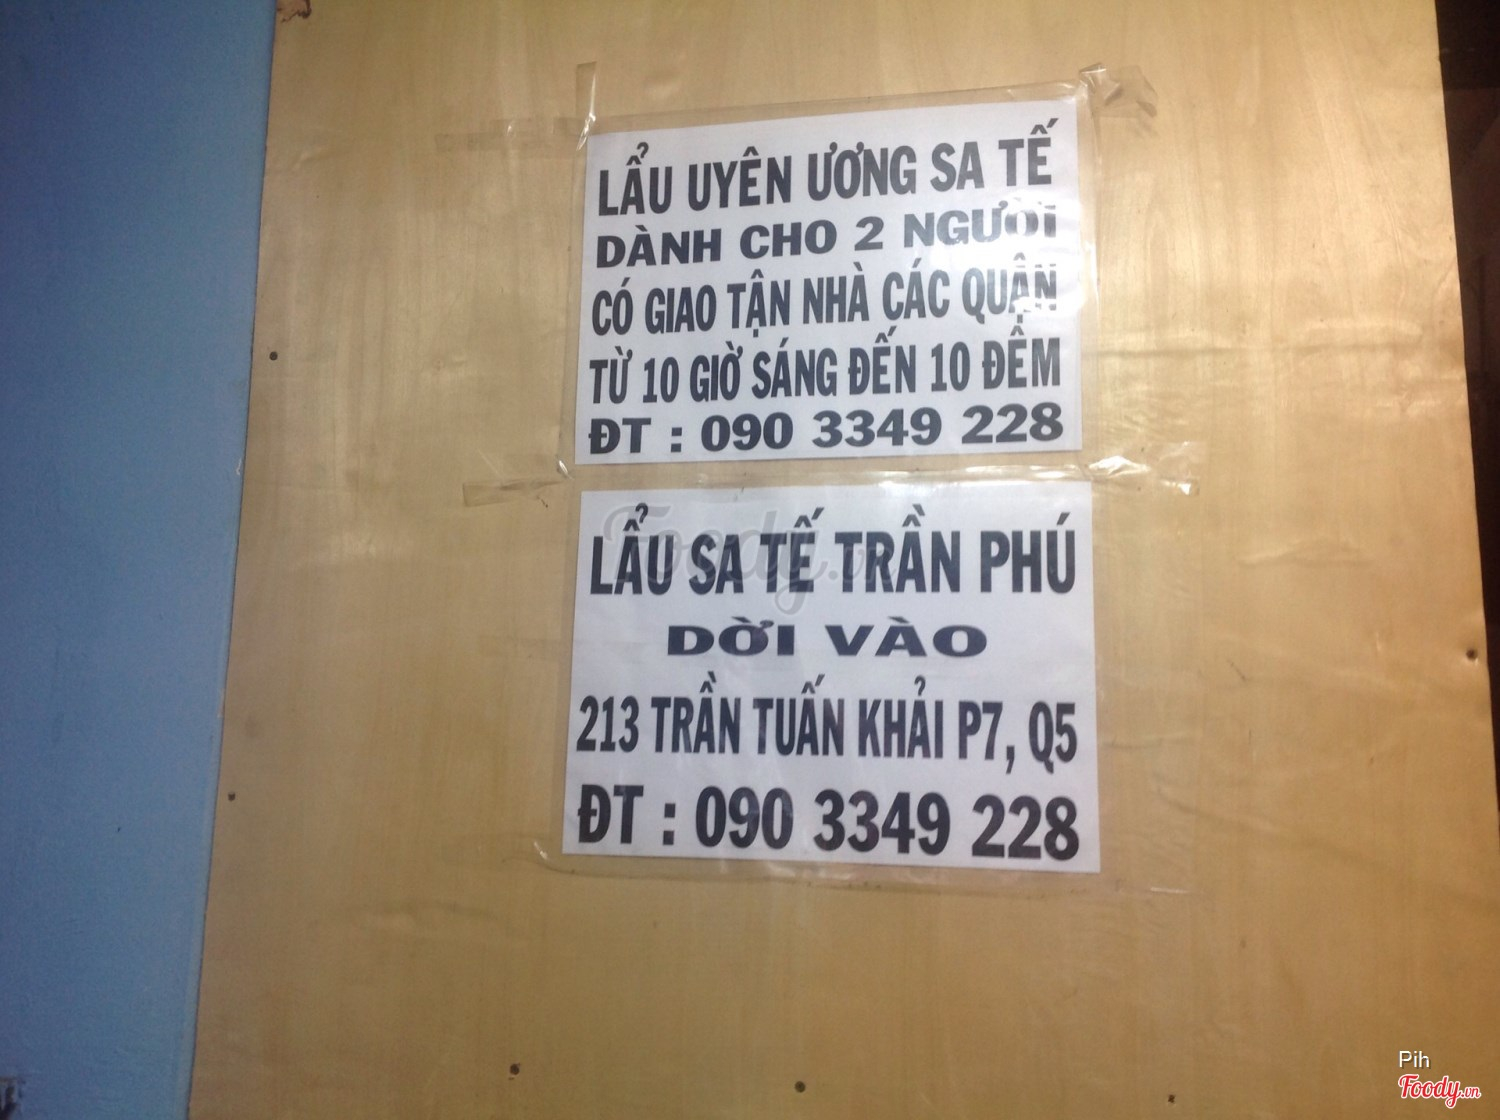 LẨU UYÊN ƯƠNG SA TẾ
DÀNH CHO 2 NGƯỜI
CÓ GIAO TẬN NHÀ CÁC QUẬN
TỪ 10 GIỜ SÁNG ĐẾN 10 ĐÊM
ĐT : 090 3349 228
Foody.vn
LẨU SA TẾ TRẦN PHÚ
DỜI VÀO
213 TRẦN TUẤN KHẢI P7, Q5
ĐT : 090 3349 228
Pih
Foody.vn